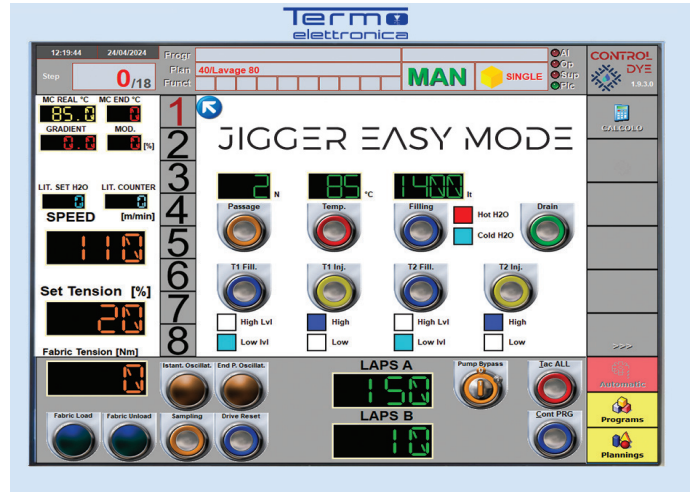 Termo
elettronica
12:19:44 24/04/2024
Step 0/18
Progr
Plan 40/Lavage 80
Funct
MAN
SINGLE
Al
Op
Sup
Plc
CONTROL
DYE
1.9.3.0
MC REAL °C MC END °C
85.0 0
GRADIENT MOD.
0.0 0 [%]
LIT. SET H2O LIT. COUNTER
0 0
SPEED [m/min]
110
Set Tension [%]
20
Fabric Tension [Nm]
0
1
2
3
4
5
6
7
8
JIGGER EASY MODE
2 N 85 °C 1400 lt
Passage Temp. Filling Drain
Hot H2O
Cold H2O
T1 Fill. T1 Inj. T2 Fill. T2 Inj.
High Lvl High High Lvl High
Low lvl Low Low lvl Low
Istant. Oscillat. End P. Oscillat.
Fabric Load Fabric Unload Sampling Drive Reset
LAPS A
150
LAPS B
10
Pump Bypass Tac ALL
Cont PRG
CALCOLO
>>>
Automatic
Programs
Plannings